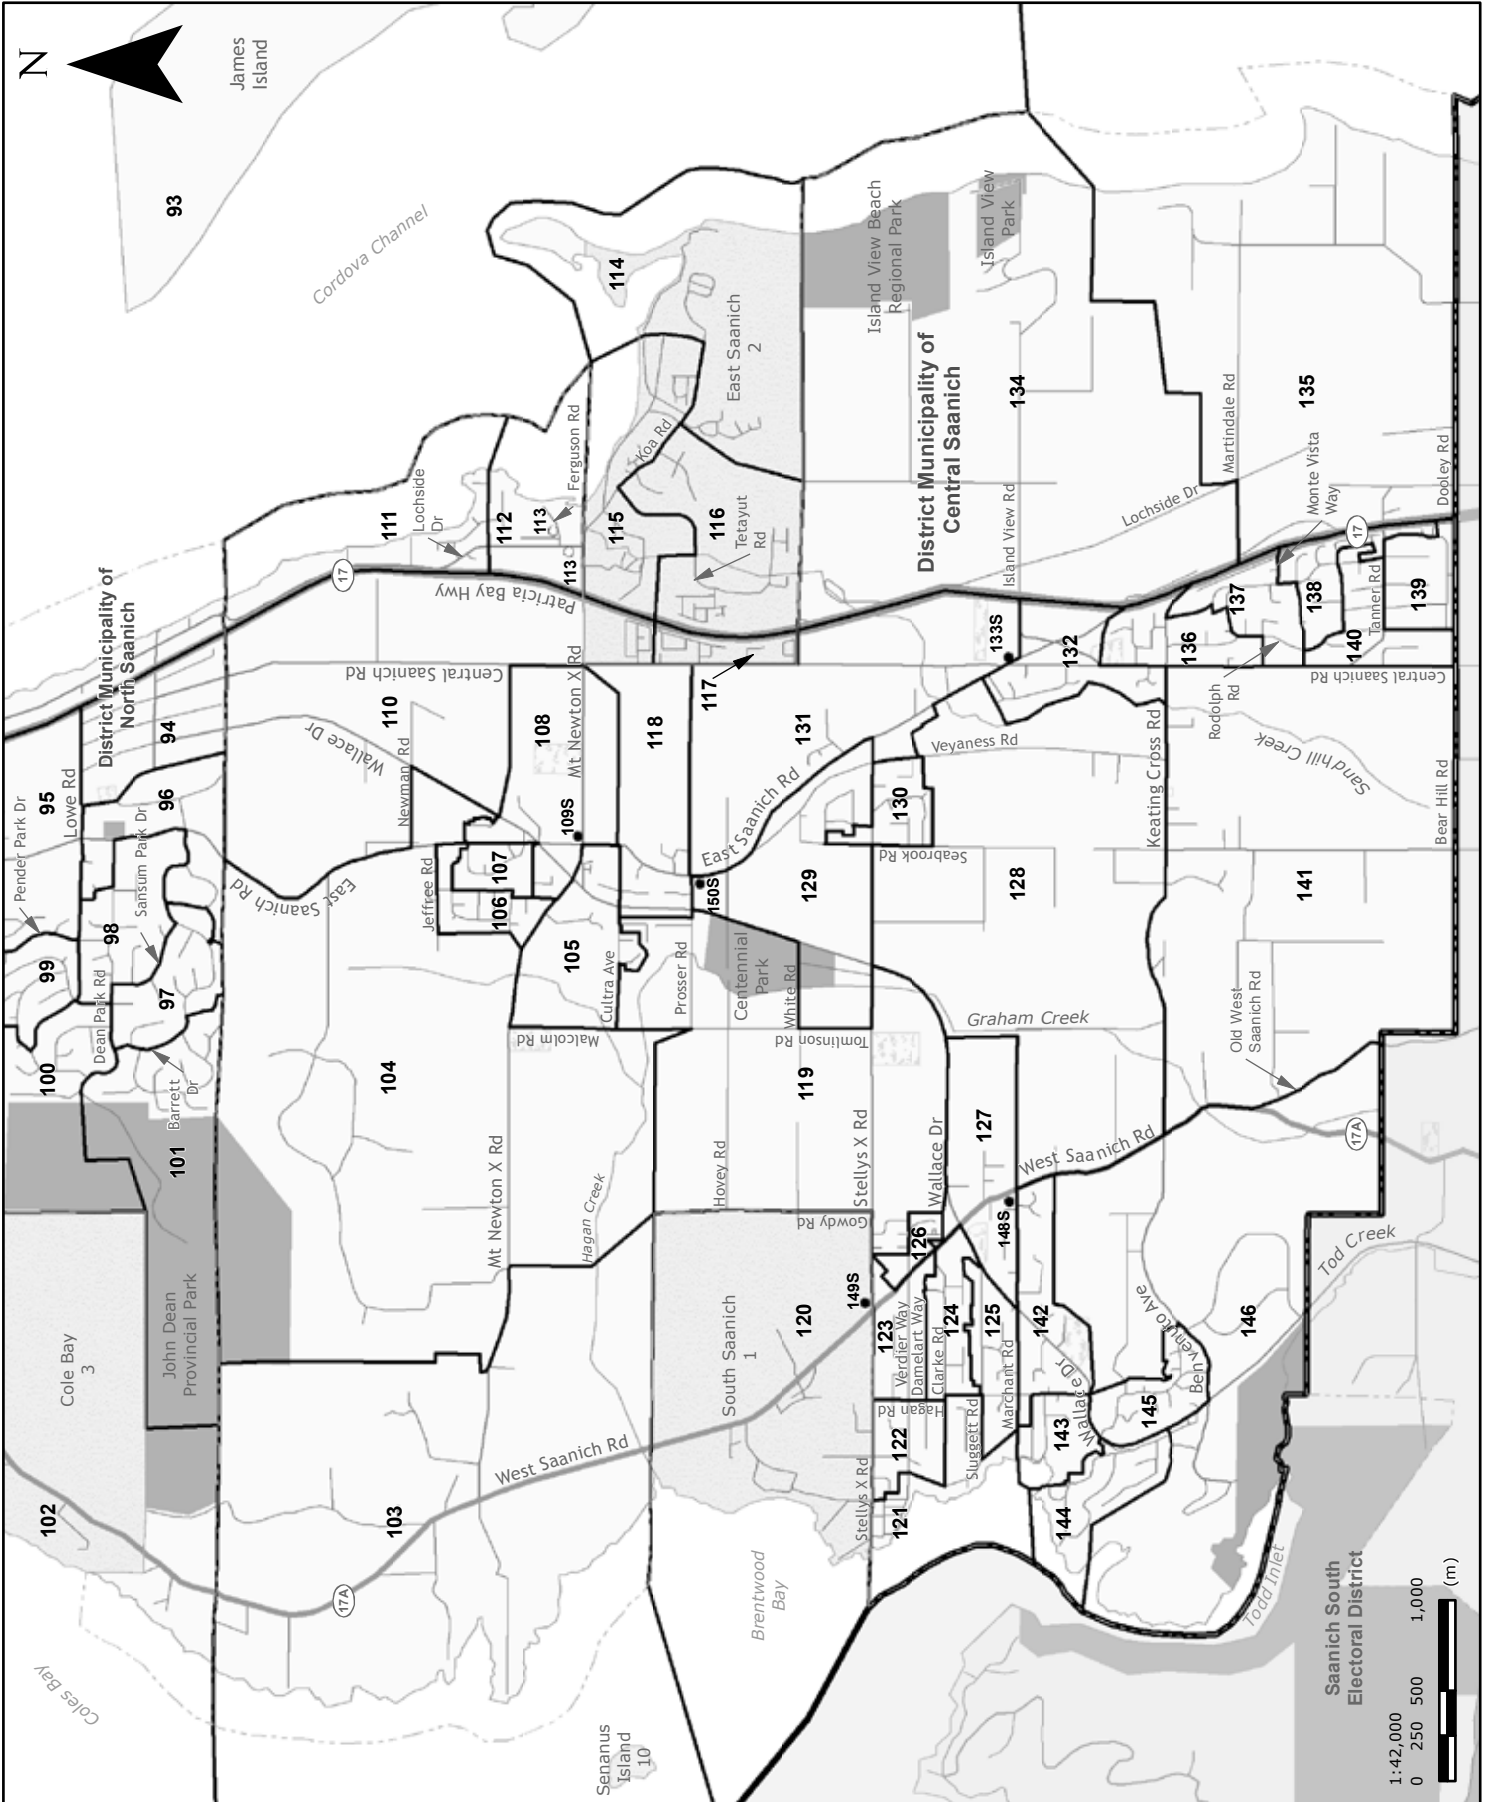 N
James
Island
93
Cordova Channel
95
Lowe Rd
Pender Park Dr
District Municipality of
North Saanich
94
96
Sansum Park Dr
98
99
97
Dean Park Rd
100
Barrett
Dr
101
John Dean
Provincial Park
Cole Bay
3
102
Coles Bay
17
111
Lochside
Dr
112
113
113
Ferguson Rd
Patricia Bay Hwy
Central Saanich Rd
110
Wallace Dr
Newman Rd
East Saanich Rd
108
Mt Newton X Rd
109S
107
106
Jeffree Rd
105
Cultra Ave
Malcolm Rd
104
Mt Newton X Rd
Hagan Creek
103
17A
West Saanich Rd
Senanus
Island
10
114
115
Koa Rd
East Saanich
2
116
Tetayut
Rd
117
118
131
East Saanich Rd
150S
129
Prosser Rd
Centennial
Park
White Rd
Tomlinson Rd
119
Hovey Rd
Stellys X Rd
Gowdy Rd
South Saanich
1
120
149S
Stellys X Rd
Brentwood
Bay
Island View Beach
Regional Park
Island View
Park
District Municipality of
Central Saanich
134
Island View Rd
Lochside Dr
133S
132
Veyaness Rd
130
Seabrook Rd
128
Keating Cross Rd
Graham Creek
Wallace Dr
127
West Saanich Rd
126
148S
123
Verdier Way
Damelart Way
Clarke Rd
124
125
Marchant Rd
142
Wallace Dr
Hagan Rd
122
Sluggett Rd
121
143
144
145
Benvenuto Ave
146
Martindale Rd
135
Monte Vista
Way
Dooley Rd
17
137
138
139
136
140
Tanner Rd
Rodolph
Rd
Central Saanich Rd
Sandhill Creek
Bear Hill Rd
141
Old West
Saanich Rd
17A
Tod Creek
Todd Inlet
Saanich South
Electoral District
1:42,000
0 250 500 1,000
(m)